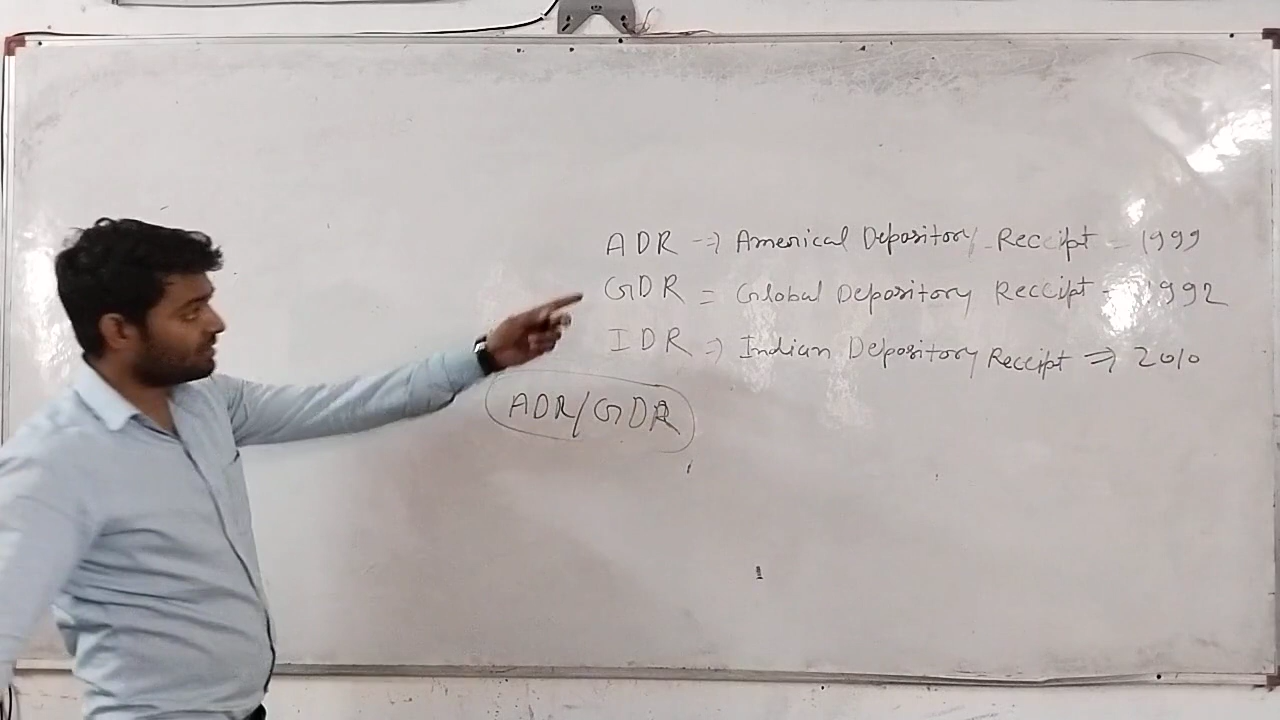 ADR → Americal Depository Receipt - 1999
GDR = Global Depository Receipt - 1992
IDR ⇒ Indian Depository Receipt ⇒ 2010
ADR/GDR